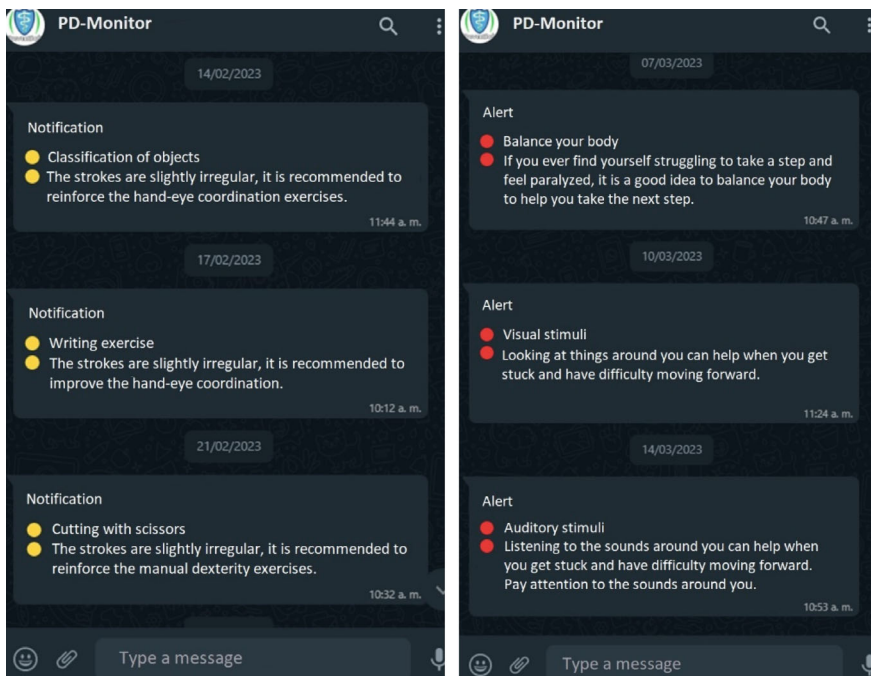 PD-Monitor
14/02/2023
Notification
Classification of objects
The strokes are slightly irregular, it is recommended to
reinforce the hand-eye coordination exercises.
11:44 a. m.
17/02/2023
Notification
Writing exercise
The strokes are slightly irregular, it is recommended to
improve the hand-eye coordination.
10:12 a. m.
21/02/2023
Notification
Cutting with scissors
The strokes are slightly irregular, it is recommended to
reinforce the manual dexterity exercises.
10:32 a. m.
Type a message
PD-Monitor
07/03/2023
Alert
Balance your body
If you ever find yourself struggling to take a step and
feel paralyzed, it is a good idea to balance your body
to help you take the next step.
10:47 a. m.
10/03/2023
Alert
Visual stimuli
Looking at things around you can help when you get
stuck and have difficulty moving forward.
11:24 a. m.
14/03/2023
Alert
Auditory stimuli
Listening to the sounds around you can help when
you get stuck and have difficulty moving forward.
Pay attention to the sounds around you.
10:53 a. m.
Type a message